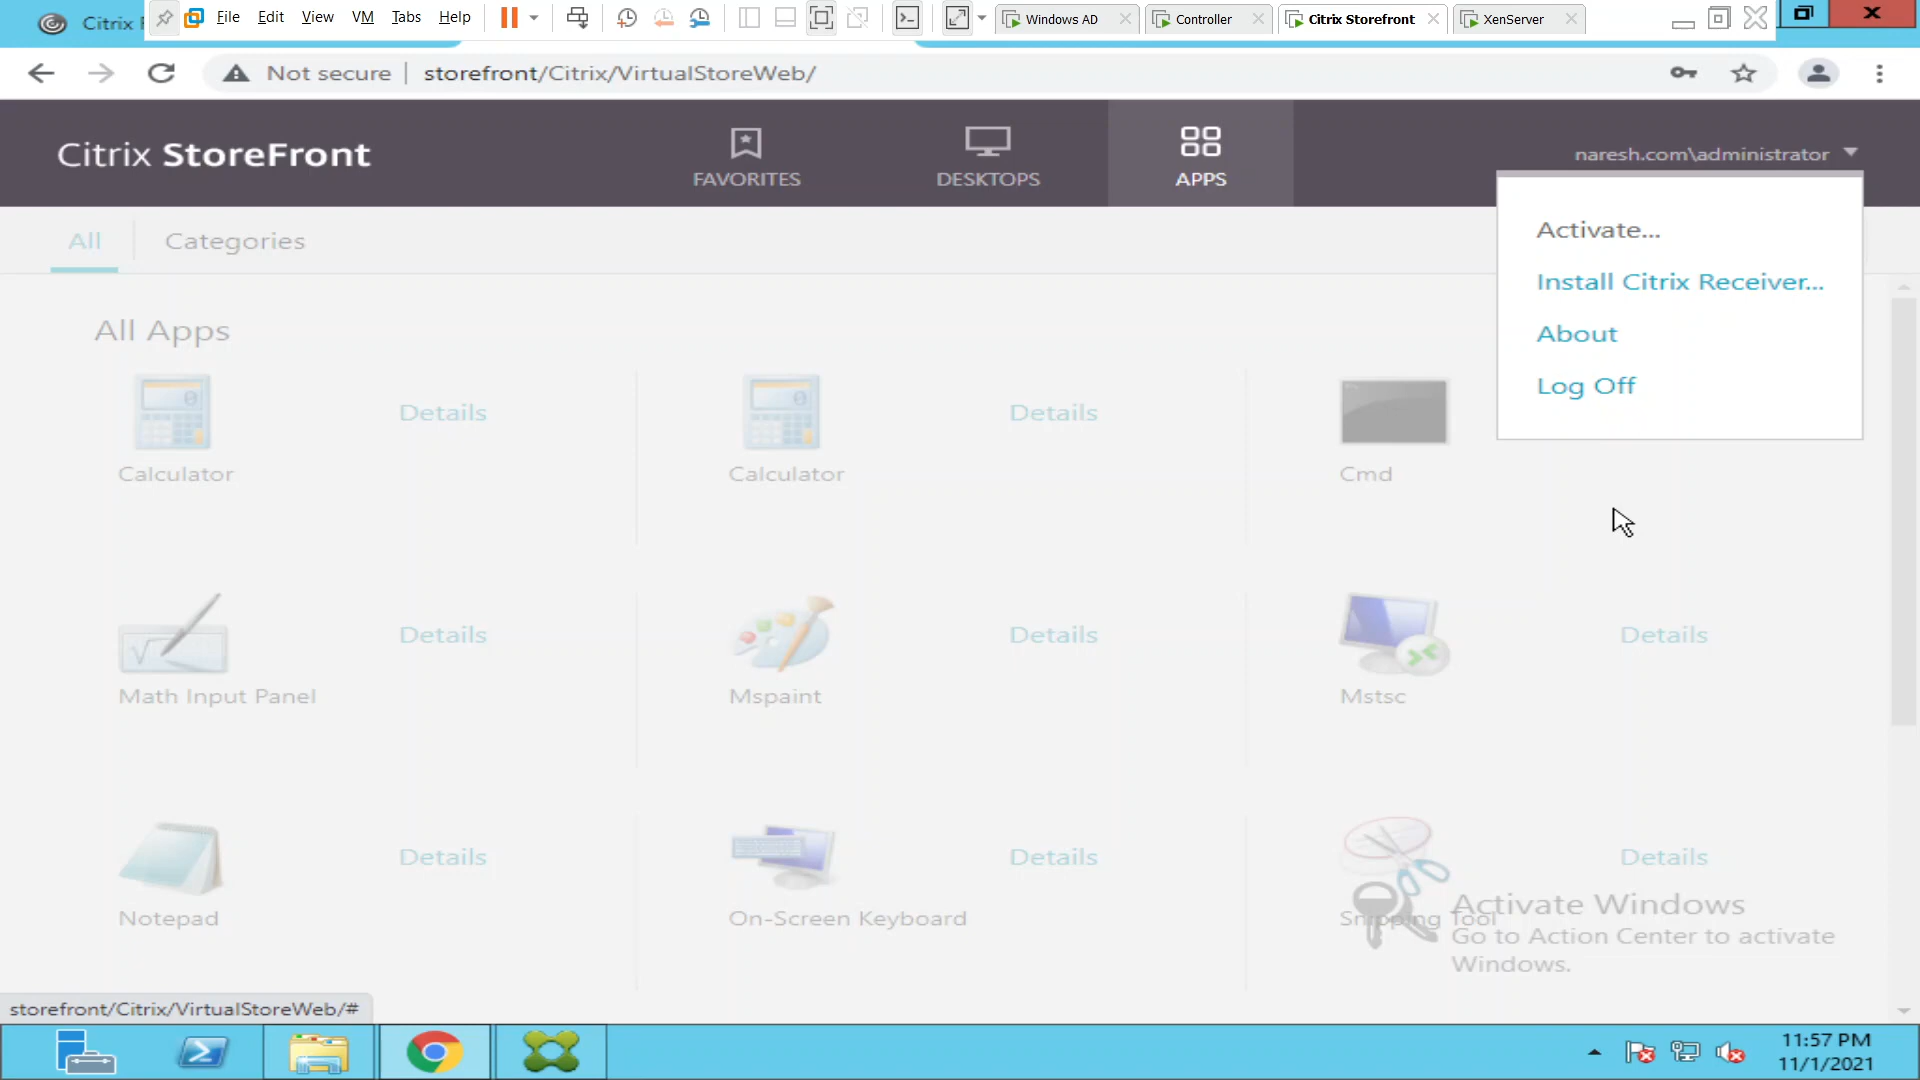 Citrix
File Edit View VM Tabs Help
Windows AD
Controller
Citrix Storefront
XenServer
Not secure | storefront/Citrix/VirtualStoreWeb/
Citrix StoreFront
FAVORITES
DESKTOPS
APPS
naresh.com\administrator
Activate...
Install Citrix Receiver...
About
Log Off
All
Categories
All Apps
Details
Details
Calculator
Calculator
Cmd
Details
Details
Details
Math Input Panel
Mspaint
Mstsc
Details
Details
Details
Notepad
On-Screen Keyboard
Snipping Tool
Activate Windows
Go to Action Center to activate
Windows.
storefront/Citrix/VirtualStoreWeb/#
11:57 PM
11/1/2021